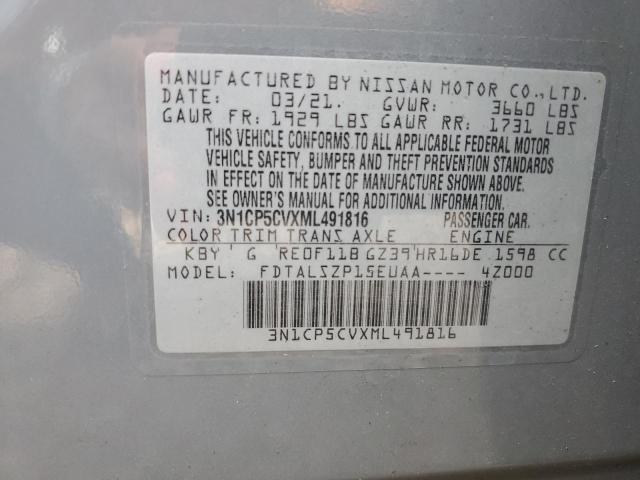 MANUFACTURED BY NISSAN MOTOR CO., LTD.
DATE: 03/21. GVWR: 3660 LBS
GAWR FR: 1929 LBS GAWR RR: 1731 LBS
THIS VEHICLE CONFORMS TO ALL APPLICABLE FEDERAL MOTOR
VEHICLE SAFETY, BUMPER AND THEFT PREVENTION STANDARDS
IN EFFECT ON THE DATE OF MANUFACTURE SHOWN ABOVE.
SEE OWNER'S MANUAL FOR ADDITIONAL INFORMATION.
VIN: 3N1CP5CVXML491816 PASSENGER CAR.
COLOR TRIM TRANS AXLE ENGINE
KBY ' G 'RE0F11B GZ39'HR16DE 1598 CC
FDTALSZP15EUAA---- 4Z000
3N1CP5CVXML491816